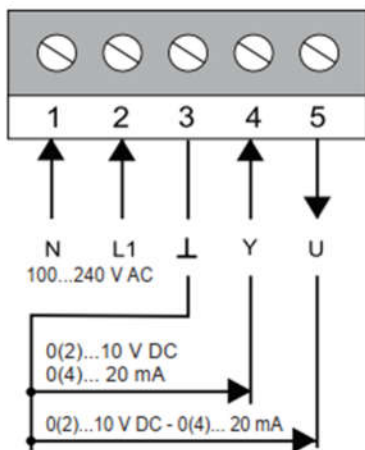 1 2 3 4 5
N L1 ⊥ Y U
100...240 V AC
0(2)...10 V DC
0(4)... 20 mA
0(2)...10 V DC - 0(4)... 20 mA